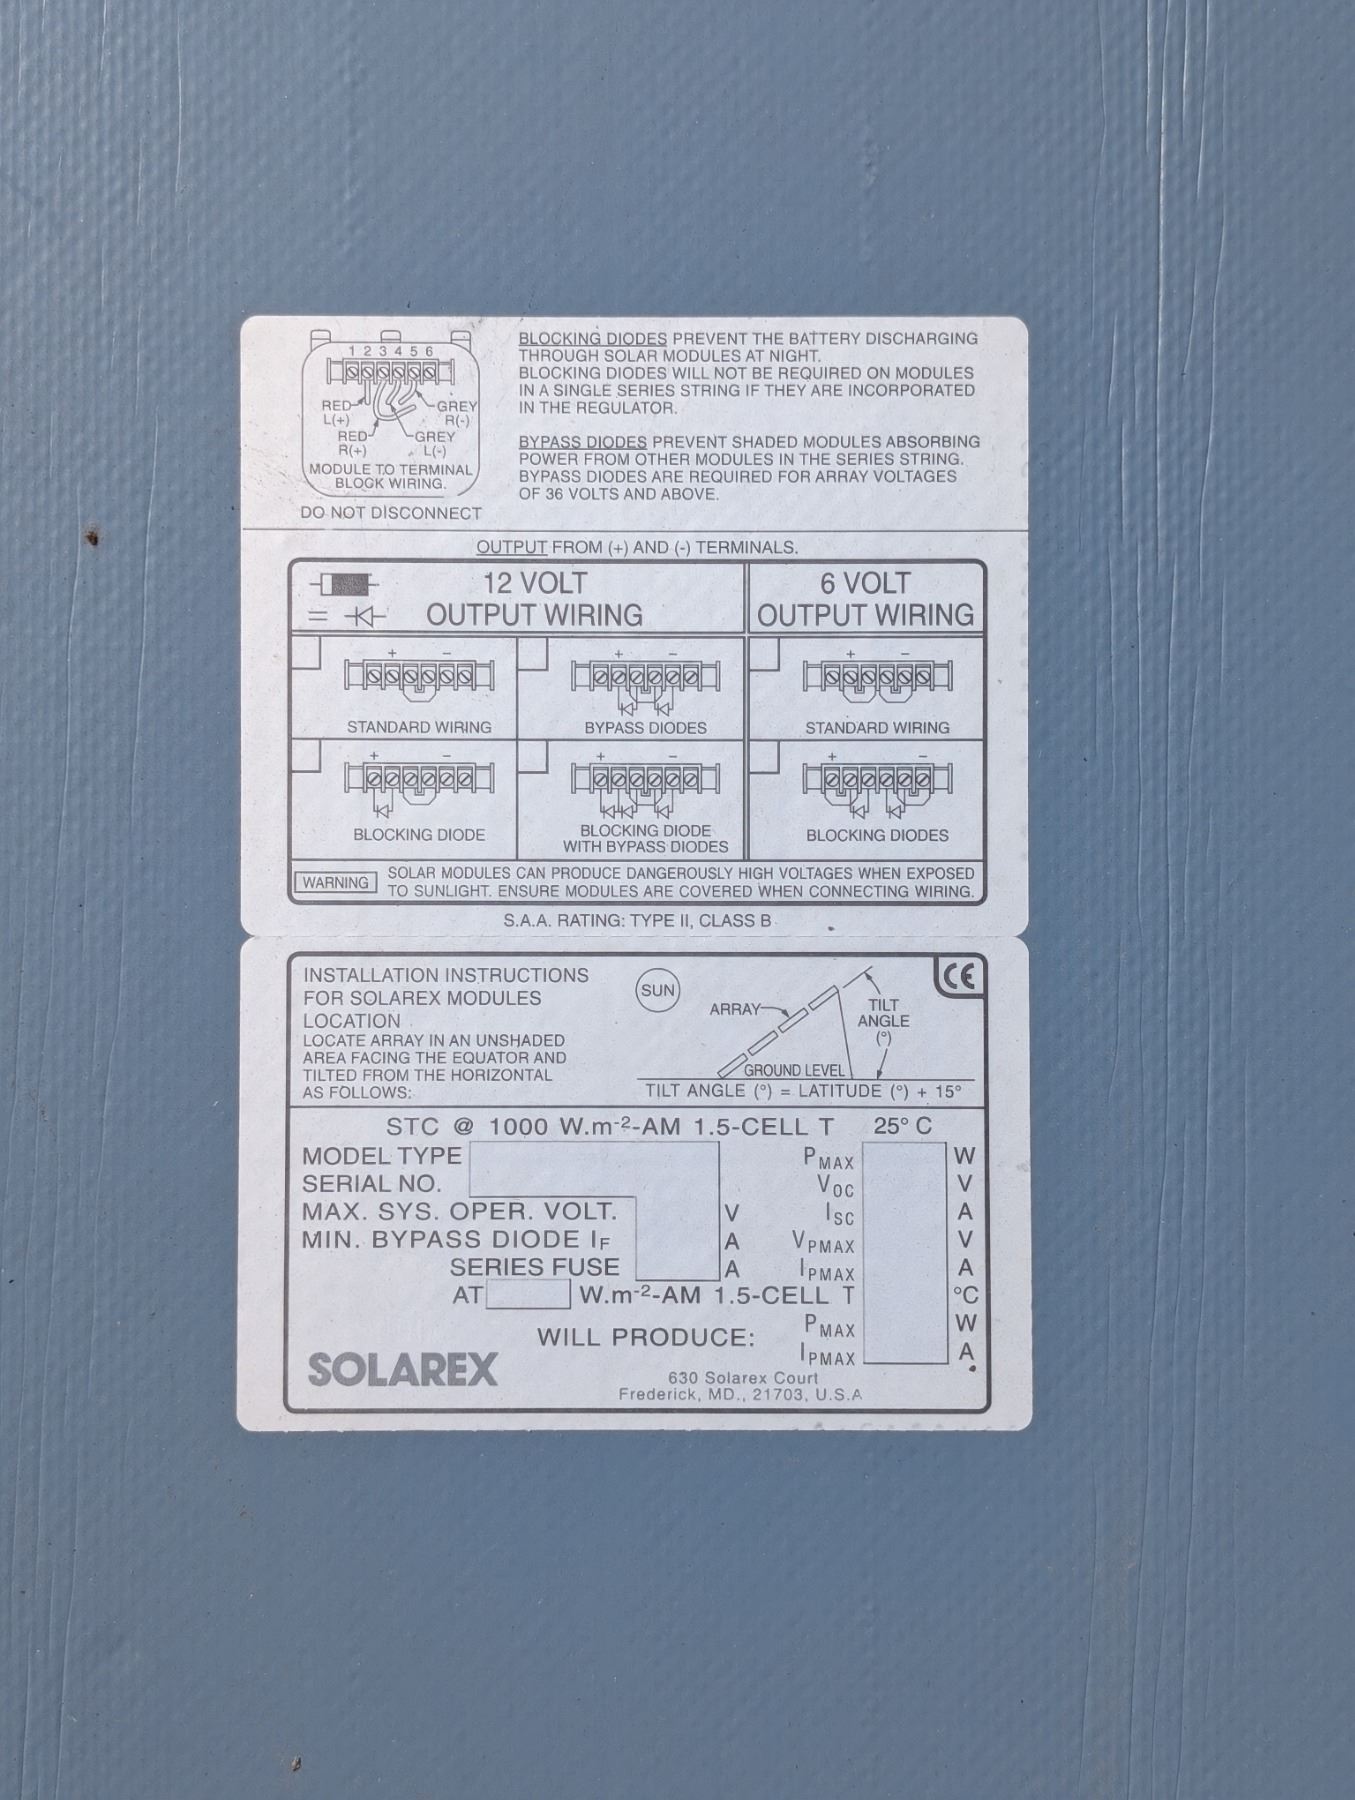 1 2 3 4 5 6
RED
L(+)
GREY
R(-)
RED
R(+)
GREY
L(-)
MODULE TO TERMINAL
BLOCK WIRING.
DO NOT DISCONNECT
BLOCKING DIODES PREVENT THE BATTERY DISCHARGING
THROUGH SOLAR MODULES AT NIGHT.
BLOCKING DIODES WILL NOT BE REQUIRED ON MODULES
IN A SINGLE SERIES STRING IF THEY ARE INCORPORATED
IN THE REGULATOR.
BYPASS DIODES PREVENT SHADED MODULES ABSORBING
POWER FROM OTHER MODULES IN THE SERIES STRING.
BYPASS DIODES ARE REQUIRED FOR ARRAY VOLTAGES
OF 36 VOLTS AND ABOVE.
OUTPUT FROM (+) AND (-) TERMINALS.
=
12 VOLT
OUTPUT WIRING
6 VOLT
OUTPUT WIRING
+ −
STANDARD WIRING
+ −
BYPASS DIODES
+ −
STANDARD WIRING
+ −
BLOCKING DIODE
+ −
BLOCKING DIODE
WITH BYPASS DIODES
+ −
BLOCKING DIODES
WARNING
SOLAR MODULES CAN PRODUCE DANGEROUSLY HIGH VOLTAGES WHEN EXPOSED
TO SUNLIGHT. ENSURE MODULES ARE COVERED WHEN CONNECTING WIRING.
S.A.A. RATING: TYPE II, CLASS B
INSTALLATION INSTRUCTIONS
FOR SOLAREX MODULES
LOCATION
LOCATE ARRAY IN AN UNSHADED
AREA FACING THE EQUATOR AND
TILTED FROM THE HORIZONTAL
AS FOLLOWS:
SUN
ARRAY
TILT
ANGLE
(°)
GROUND LEVEL
TILT ANGLE (°) = LATITUDE (°) + 15°
CE
STC @ 1000 W.m-2-AM 1.5-CELL T 25° C
MODEL TYPE PMAX W
SERIAL NO. VOC V
MAX. SYS. OPER. VOLT. V ISC A
MIN. BYPASS DIODE IF A VPMAX V
SERIES FUSE A IPMAX A
AT W.m-2-AM 1.5-CELL T °C
WILL PRODUCE: PMAX W
IPMAX A
SOLAREX
630 Solarex Court
Frederick, MD., 21703, U.S.A